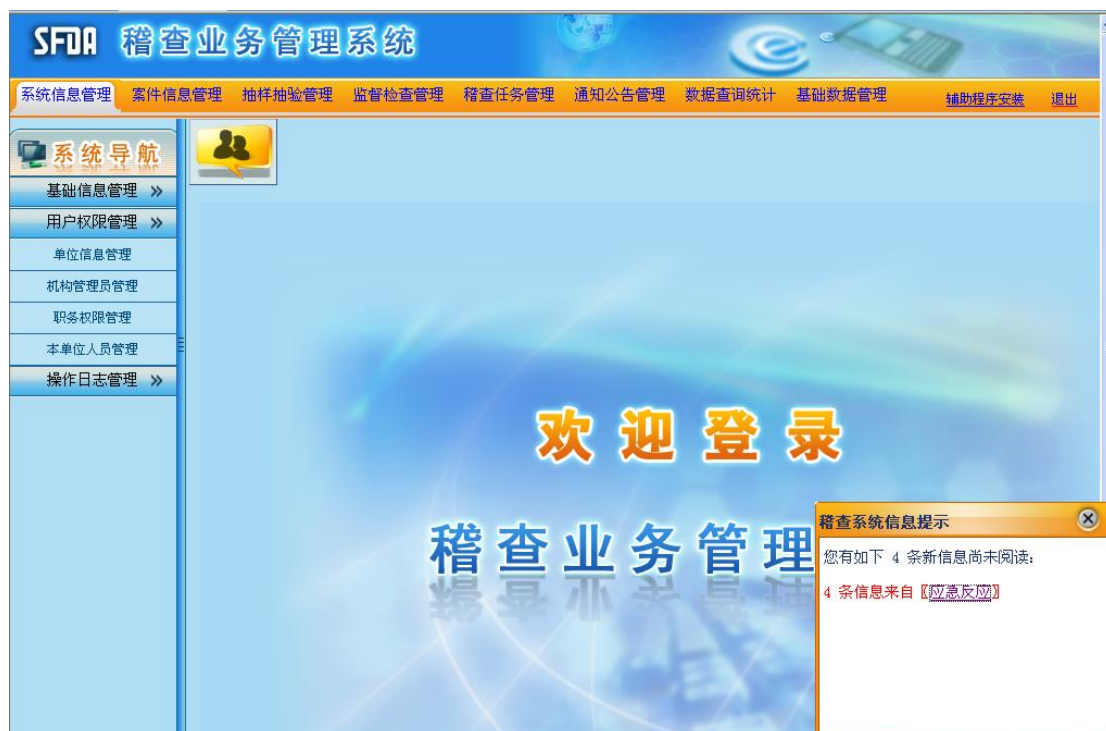 SFDA 稽查业务管理系统
系统信息管理 案件信息管理 抽样抽验管理 监督检查管理 稽查任务管理 通知公告管理 数据查询统计 基础数据管理 辅助程序安装 退出
系统导航
基础信息管理 »
用户权限管理 »
单位信息管理
机构管理员管理
职务权限管理
本单位人员管理
操作日志管理 »
欢迎登录
稽查业务管理
稽查系统信息提示
您有如下 4 条新信息尚未阅读:
4 条信息来自〖应急反应〗